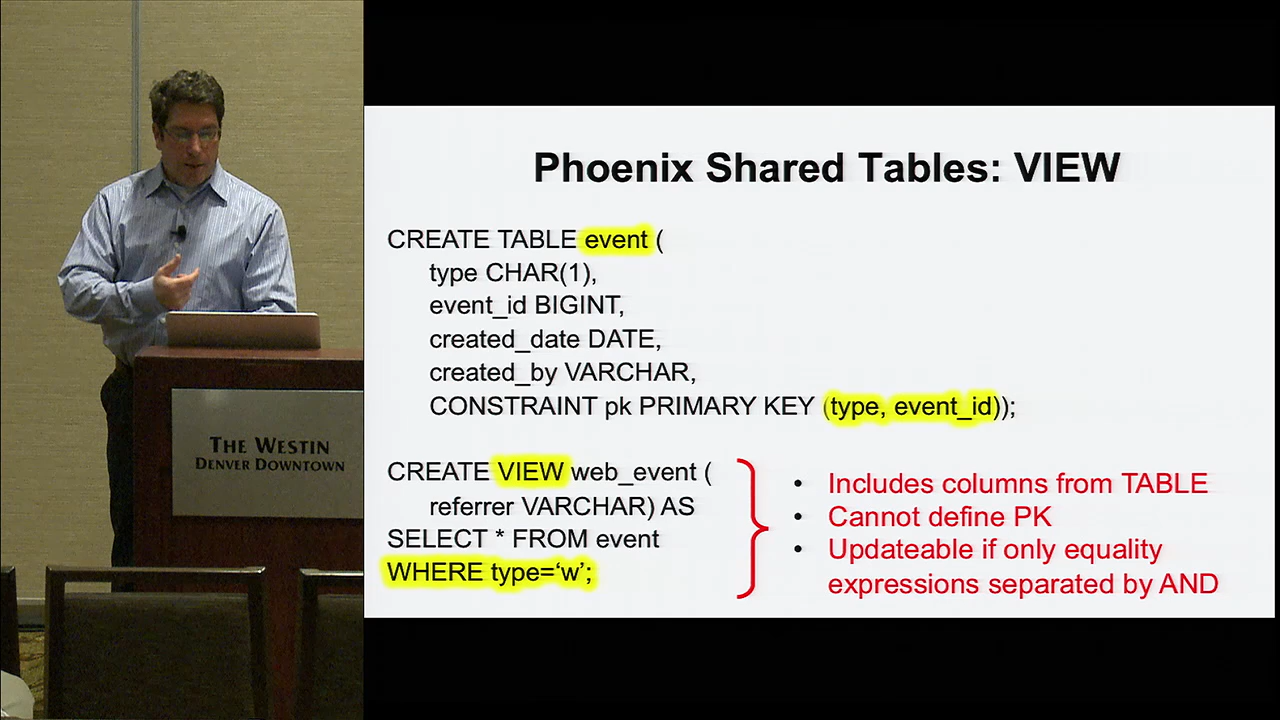 Phoenix Shared Tables: VIEW
CREATE TABLE event (
type CHAR(1),
event_id BIGINT,
created_date DATE,
created_by VARCHAR,
CONSTRAINT pk PRIMARY KEY (type, event_id));
CREATE VIEW web_event (
referrer VARCHAR) AS
SELECT * FROM event
WHERE type=‘w’;
• Includes columns from TABLE
• Cannot define PK
• Updateable if only equality
expressions separated by AND
THE WESTIN
DENVER DOWNTOWN